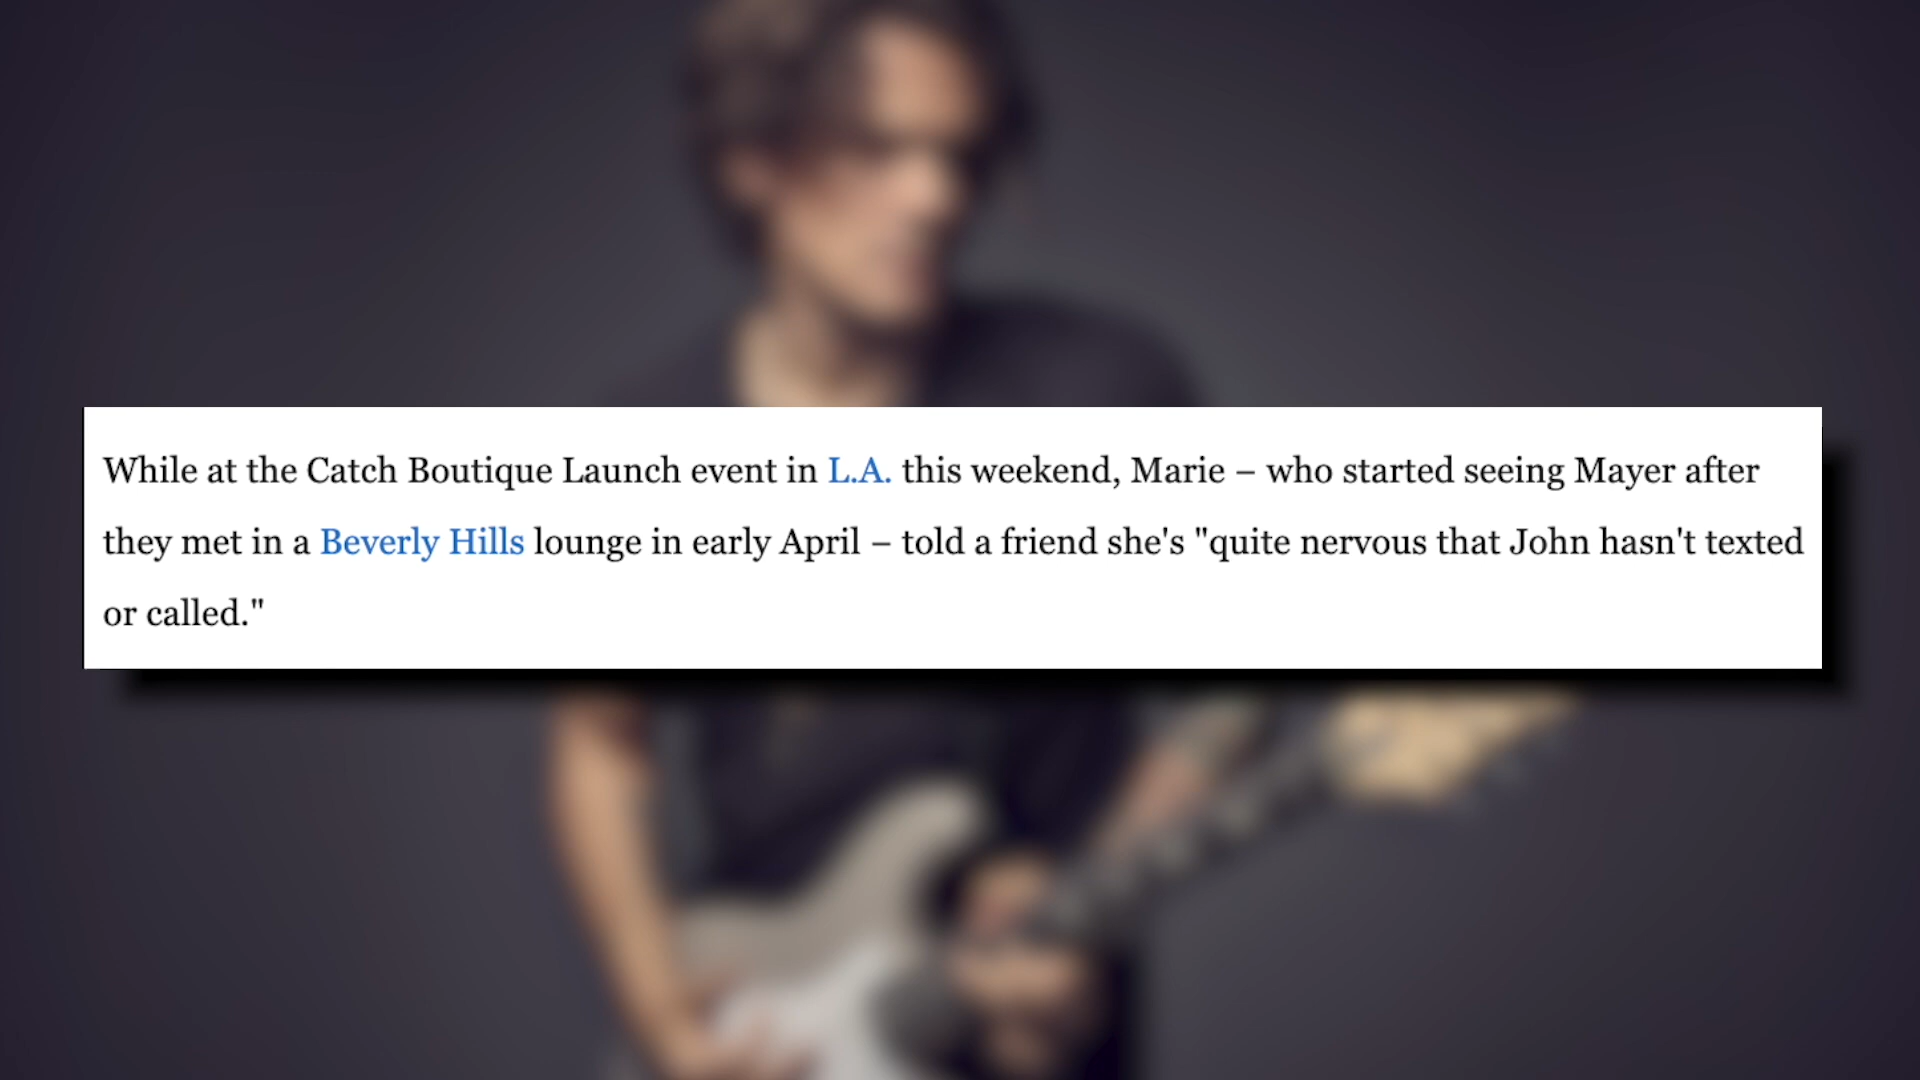 While at the Catch Boutique Launch event in L.A. this weekend, Marie – who started seeing Mayer after
they met in a Beverly Hills lounge in early April – told a friend she's "quite nervous that John hasn't texted
or called."